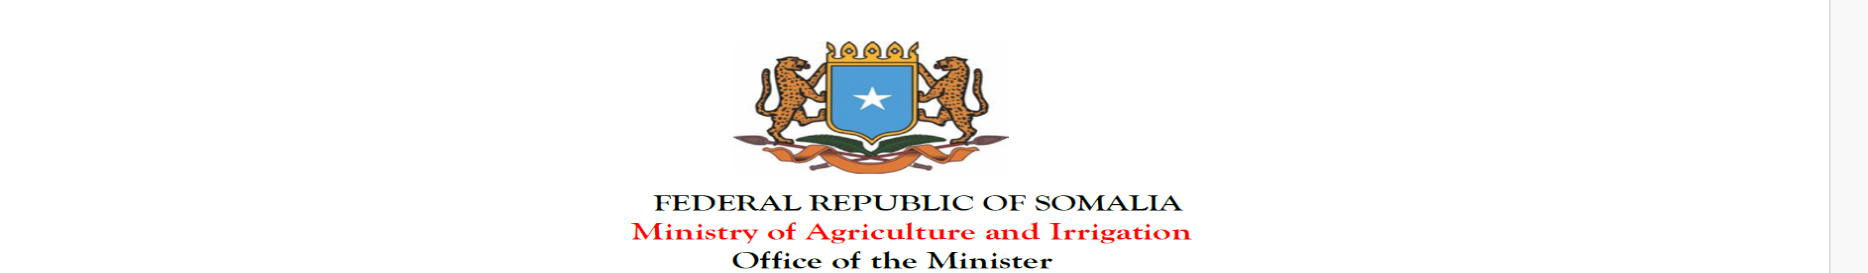 FEDERAL REPUBLIC OF SOMALIA
Ministry of Agriculture and Irrigation
Office of the Minister